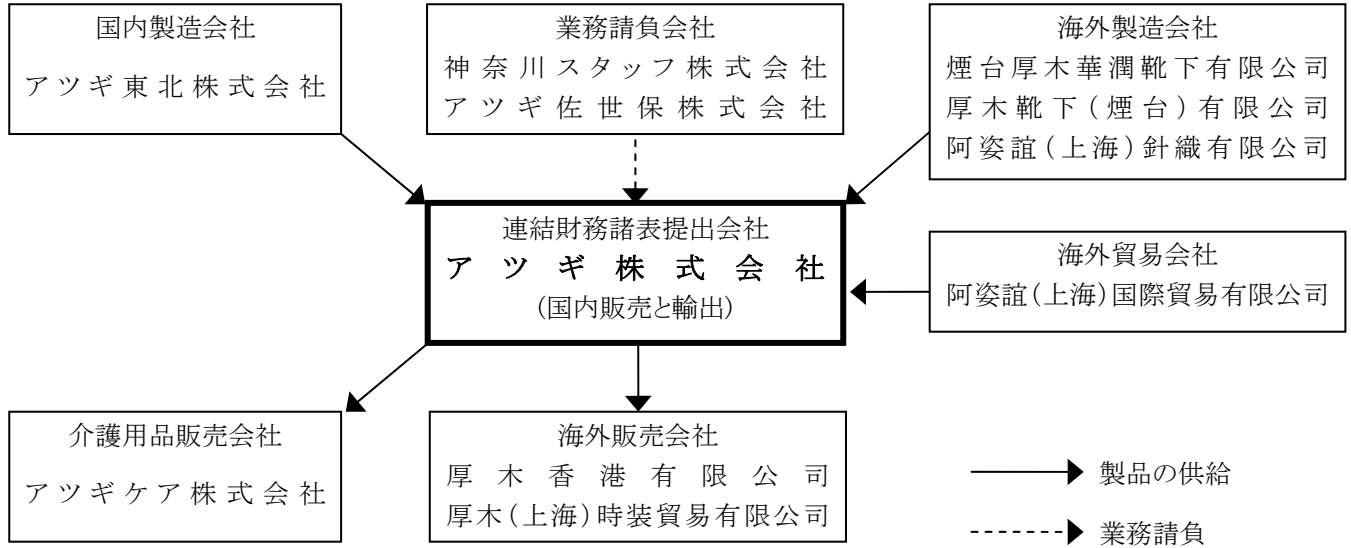 国内製造会社
アツギ東北株式会社
業務請負会社
神奈川スタッフ株式会社
アツギ佐世保株式会社
海外製造会社
煙台厚木華潤靴下有限公司
厚木靴下(煙台)有限公司
阿姿誼(上海)針織有限公司
連結財務諸表提出会社
アツギ株式会社
(国内販売と輸出)
海外貿易会社
阿姿誼(上海)国際貿易有限公司
介護用品販売会社
アツギケア株式会社
海外販売会社
厚木香港有限公司
厚木(上海)時装貿易有限公司
製品の供給
業務請負